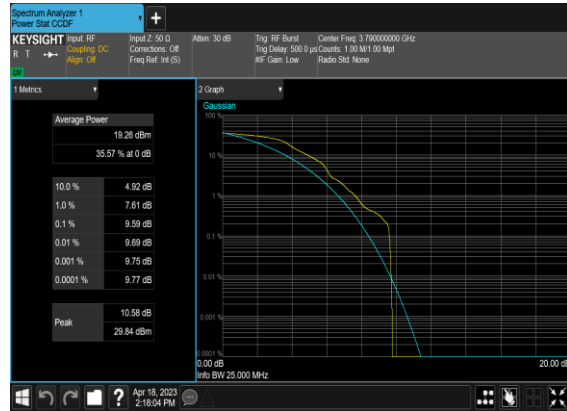 Spectrum Analyzer 1
Power Stat CCDF
+
KEYSIGHT
R T
LW
Input: RF
Coupling: DC
Align: Off
Input Z: 50 Ω
Corrections: Off
Freq Ref: Int (S)
Atten: 30 dB
Trig: RF Burst
Trig Delay: 500.0 µs
#IF Gain: Low
Center Freq: 3.790000000 GHz
Counts: 1.00 M/1.00 Mpt
Radio Std: None
1 Metrics
Average Power
19.26 dBm
35.57 % at 0 dB
10.0 % 4.92 dB
1.0 % 7.61 dB
0.1 % 9.59 dB
0.01 % 9.69 dB
0.001 % 9.75 dB
0.0001 % 9.77 dB
Peak
10.58 dB
29.84 dBm
2 Graph
Gaussian
100 %
10 %
1 %
0.1 %
0.01 %
0.001 %
0.0001 %
0.00 dB
20.00 dB
Info BW 25.000 MHz
?
Apr 18, 2023
2:18:04 PM